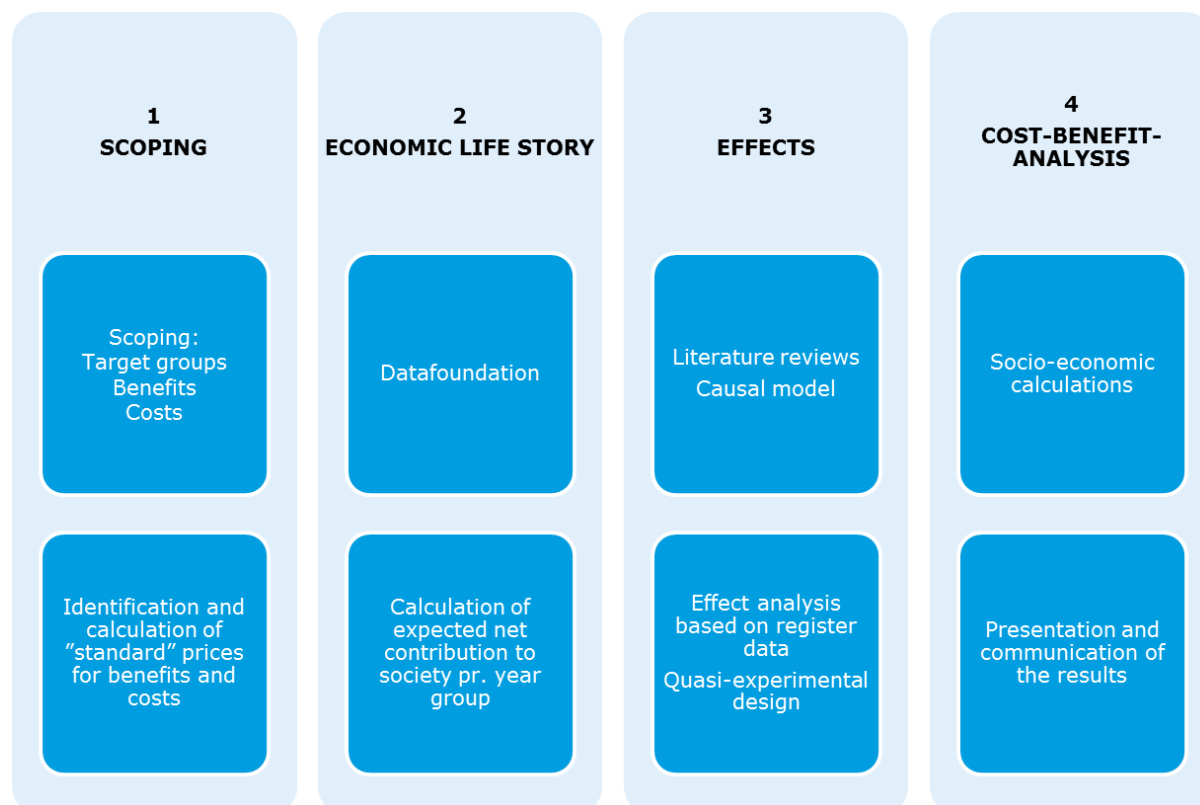 1
SCOPING
Scoping:
Target groups
Benefits
Costs
Identification and
calculation of
”standard” prices
for benefits and
costs
2
ECONOMIC LIFE STORY
Datafoundation
Calculation of
expected net
contribution to
society pr. year
group
3
EFFECTS
Literature reviews
Causal model
Effect analysis
based on register
data
Quasi-experimental
design
4
COST-BENEFIT-
ANALYSIS
Socio-economic
calculations
Presentation and
communication of
the results